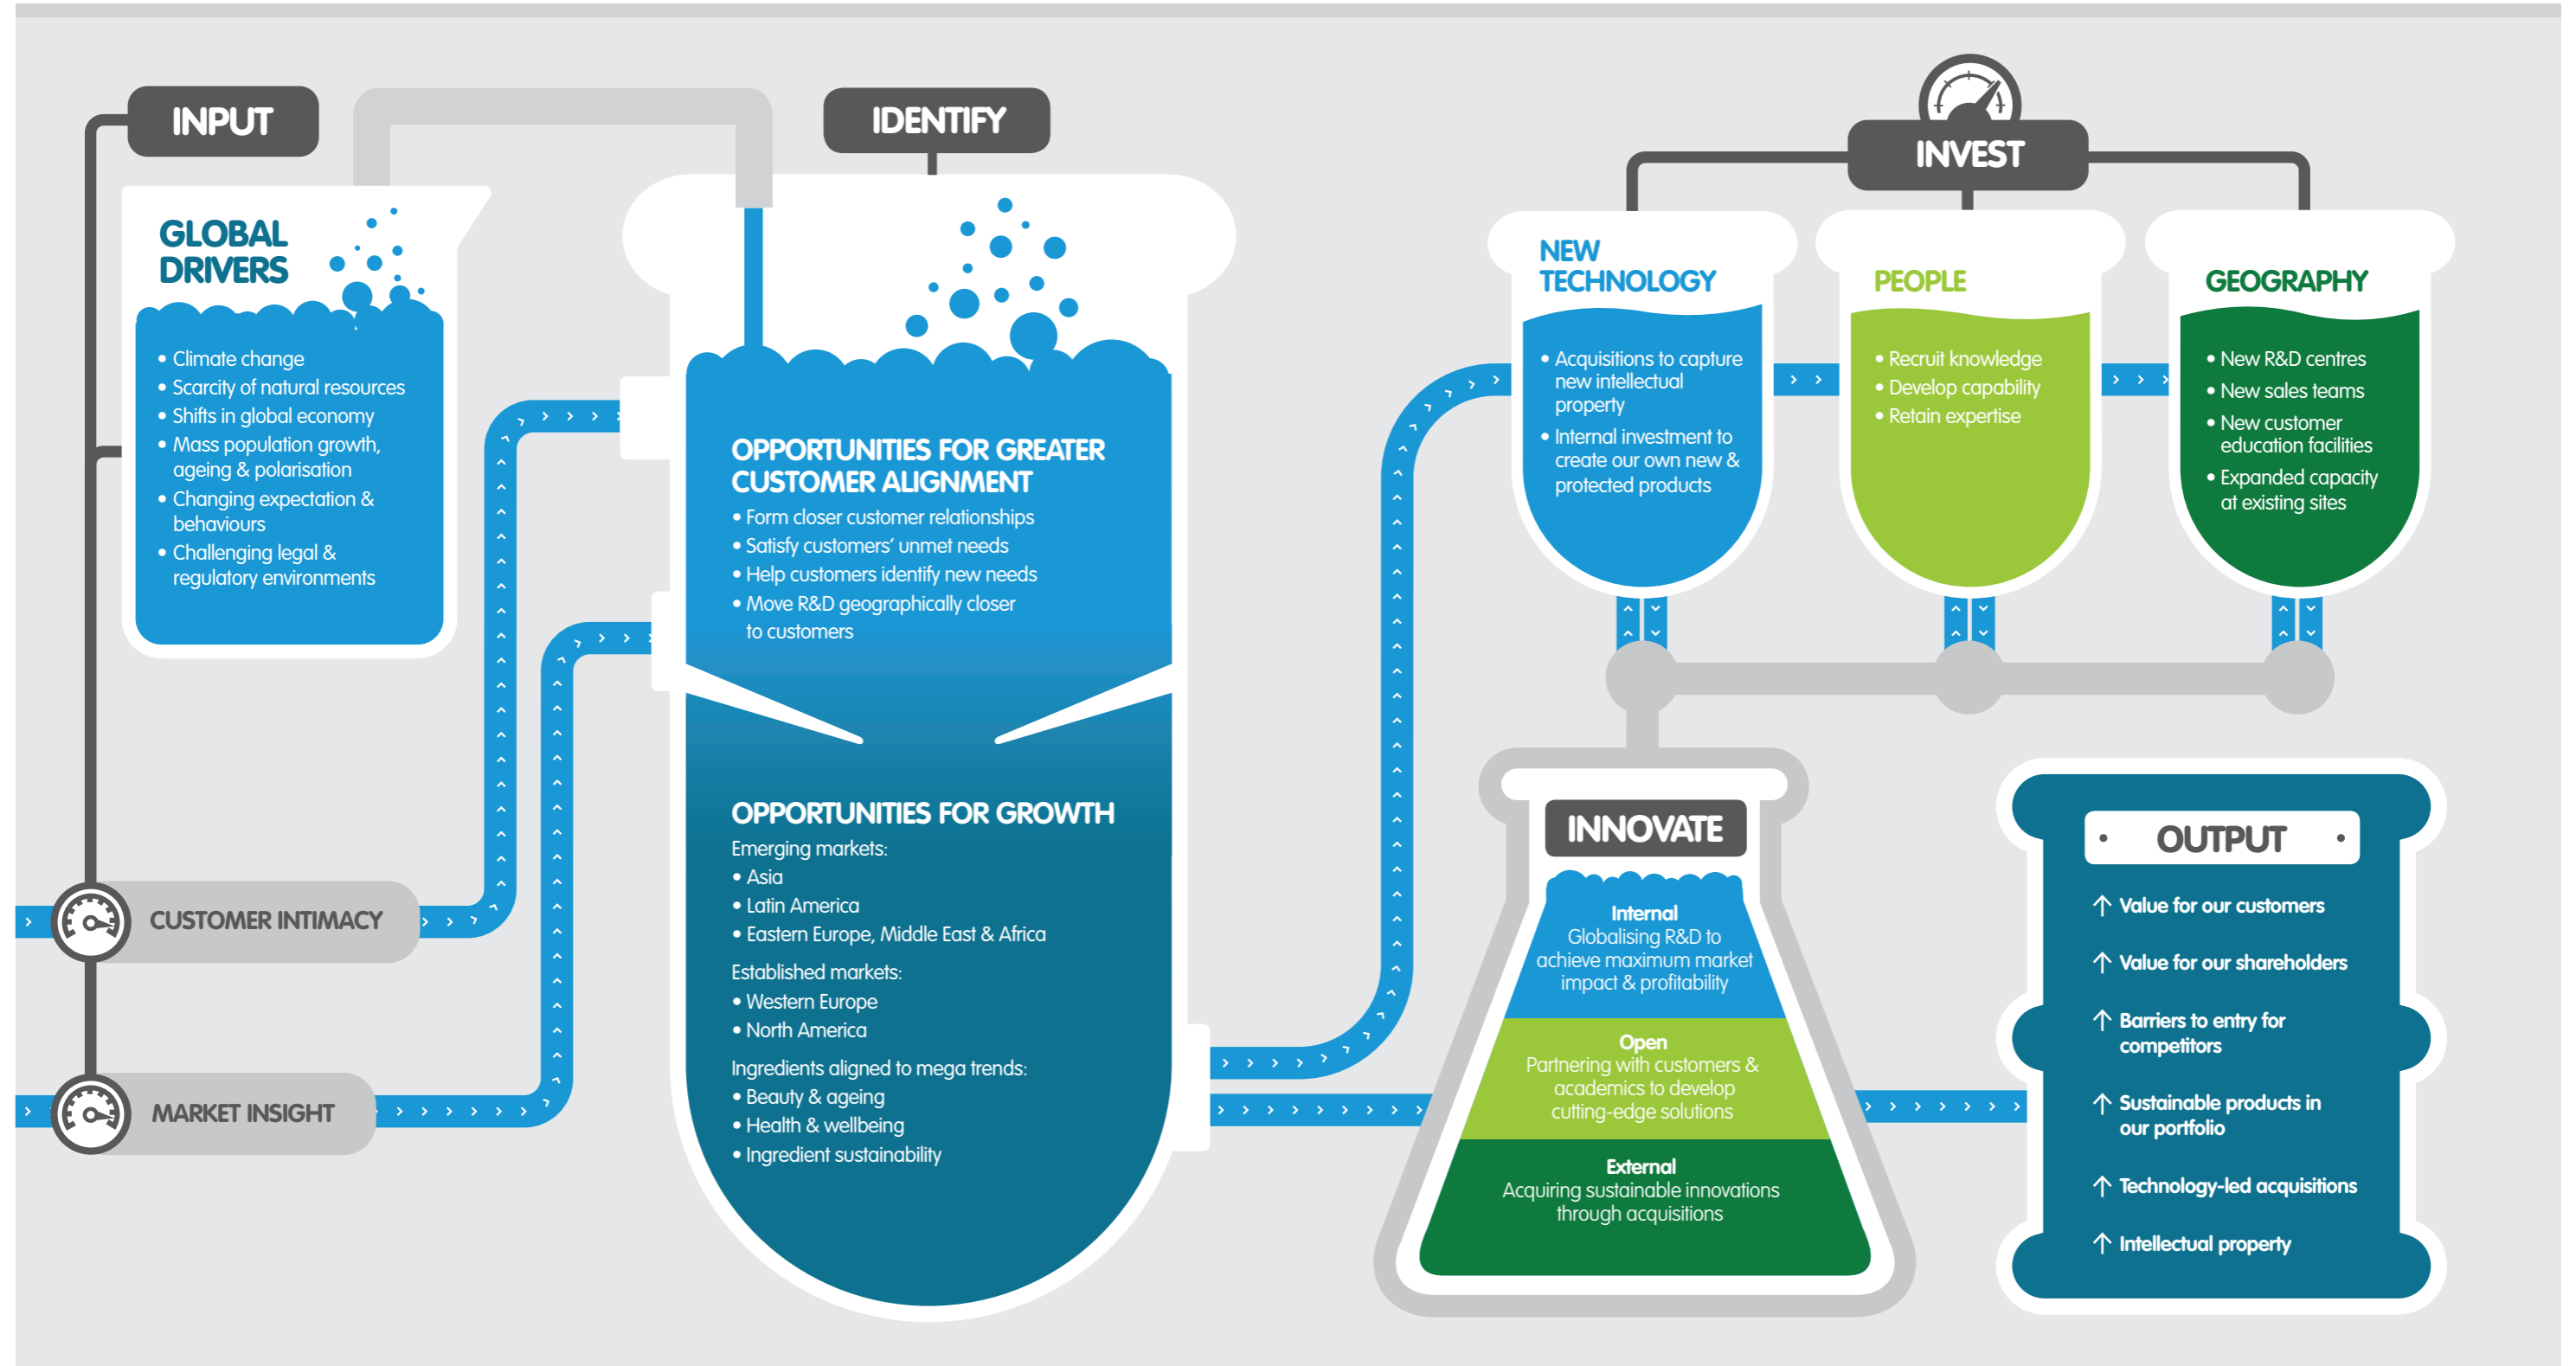 INPUT
GLOBAL
DRIVERS
• Climate change
• Scarcity of natural resources
• Shifts in global economy
• Mass population growth,
ageing & polarisation
• Changing expectation &
behaviours
• Challenging legal &
regulatory environments
CUSTOMER INTIMACY
MARKET INSIGHT
IDENTIFY
OPPORTUNITIES FOR GREATER
CUSTOMER ALIGNMENT
• Form closer customer relationships
• Satisfy customers’ unmet needs
• Help customers identify new needs
• Move R&D geographically closer
to customers
OPPORTUNITIES FOR GROWTH
Emerging markets:
• Asia
• Latin America
• Eastern Europe, Middle East & Africa
Established markets:
• Western Europe
• North America
Ingredients aligned to mega trends:
• Beauty & ageing
• Health & wellbeing
• Ingredient sustainability
INVEST
NEW
TECHNOLOGY
• Acquisitions to capture
new intellectual
property
• Internal investment to
create our own new &
protected products
PEOPLE
• Recruit knowledge
• Develop capability
• Retain expertise
GEOGRAPHY
• New R&D centres
• New sales teams
• New customer
education facilities
• Expanded capacity
at existing sites
INNOVATE
Internal
Globalising R&D to
achieve maximum market
impact & profitability
Open
Partnering with customers &
academics to develop
cutting-edge solutions
External
Acquiring sustainable innovations
through acquisitions
OUTPUT
↑ Value for our customers
↑ Value for our shareholders
↑ Barriers to entry for
competitors
↑ Sustainable products in
our portfolio
↑ Technology-led acquisitions
↑ Intellectual property